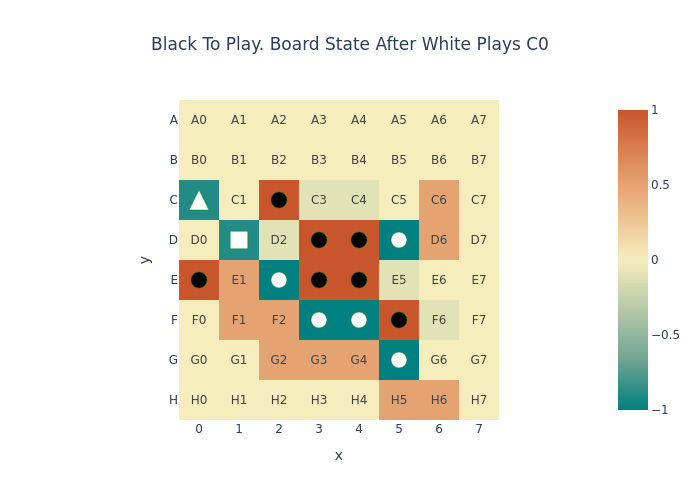 Black To Play. Board State After White Plays C0
A A0 A1 A2 A3 A4 A5 A6 A7
B B0 B1 B2 B3 B4 B5 B6 B7
C C1 C3 C4 C5 C6 C7
D D0 D2 D6 D7
E E1 E5 E6 E7
F F0 F1 F2 F6 F7
G G0 G1 G2 G3 G4 G6 G7
H H0 H1 H2 H3 H4 H5 H6 H7
0 1 2 3 4 5 6 7
x
y
1
0.5
0
−0.5
−1